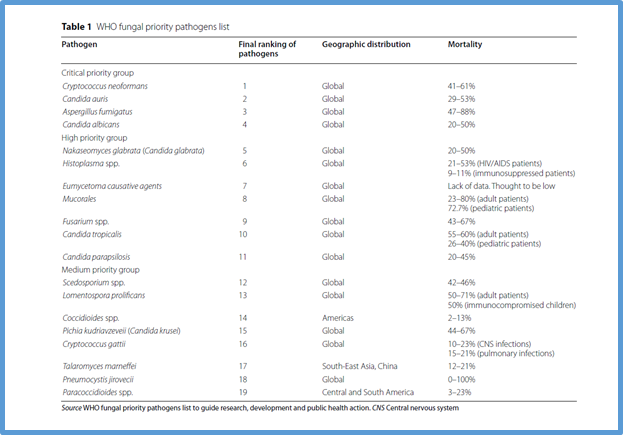 Table 1 WHO fungal priority pathogens list
Pathogen Final ranking of pathogens Geographic distribution Mortality
Critical priority group
Cryptococcus neoformans 1 Global 41–61%
Candida auris 2 Global 29–53%
Aspergillus fumigatus 3 Global 47–88%
Candida albicans 4 Global 20–50%
High priority group
Nakaseomyces glabrata (Candida glabrata) 5 Global 20–50%
Histoplasma spp. 6 Global 21–53% (HIV/AIDS patients)
9–11% (immunosuppressed patients)
Eumycetoma causative agents 7 Global Lack of data. Thought to be low
Mucorales 8 Global 23–80% (adult patients)
72.7% (pediatric patients)
Fusarium spp. 9 Global 43–67%
Candida tropicalis 10 Global 55–60% (adult patients)
26–40% (pediatric patients)
Candida parapsilosis 11 Global 20–45%
Medium priority group
Scedosporium spp. 12 Global 42–46%
Lomentospora prolificans 13 Global 50–71% (adult patients)
50% (immunocompromised children)
Coccidioides spp. 14 Americas 2–13%
Pichia kudriavzeveii (Candida krusei) 15 Global 44–67%
Cryptococcus gattii 16 Global 10–23% (CNS infections)
15–21% (pulmonary infections)
Talaromyces marneffei 17 South-East Asia, China 12–21%
Pneumocystis jirovecii 18 Global 0–100%
Paracoccidioides spp. 19 Central and South America 3–23%
Source WHO fungal priority pathogens list to guide research, development and public health action. CNS Central nervous system